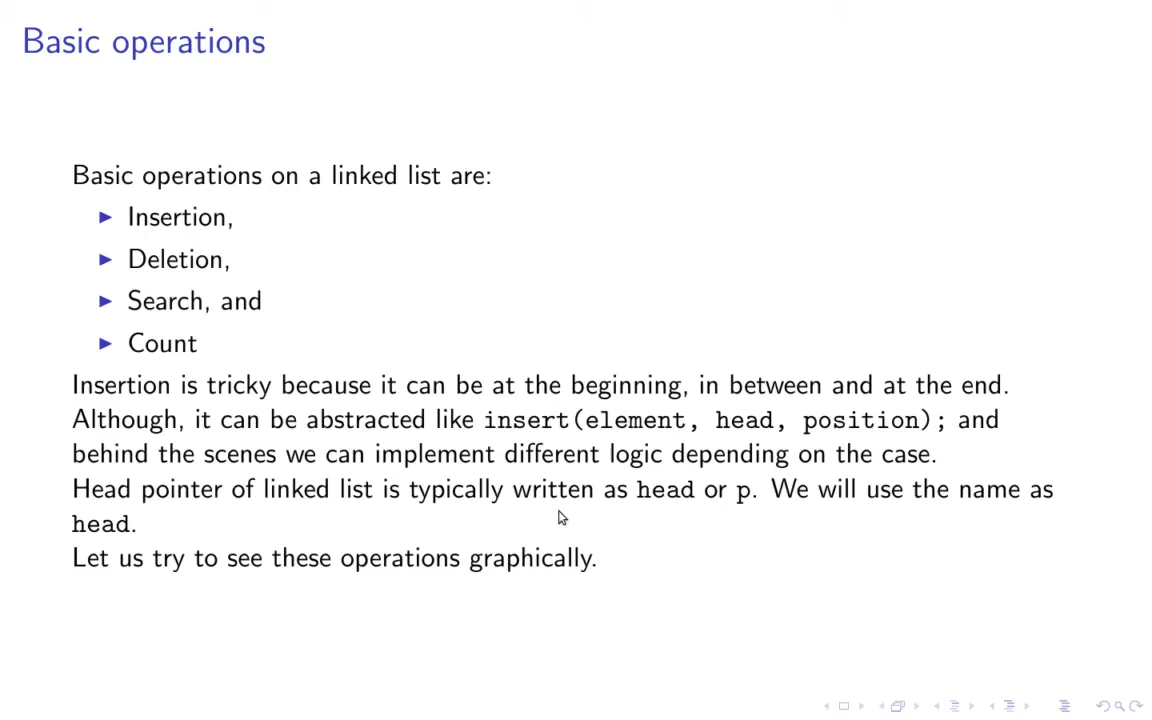 Basic operations
Basic operations on a linked list are:
Insertion,
Deletion,
Search, and
Count
Insertion is tricky because it can be at the beginning, in between and at the end.
Although, it can be abstracted like insert(element, head, position); and
behind the scenes we can implement different logic depending on the case.
Head pointer of linked list is typically written as head or p. We will use the name as
head.
Let us try to see these operations graphically.